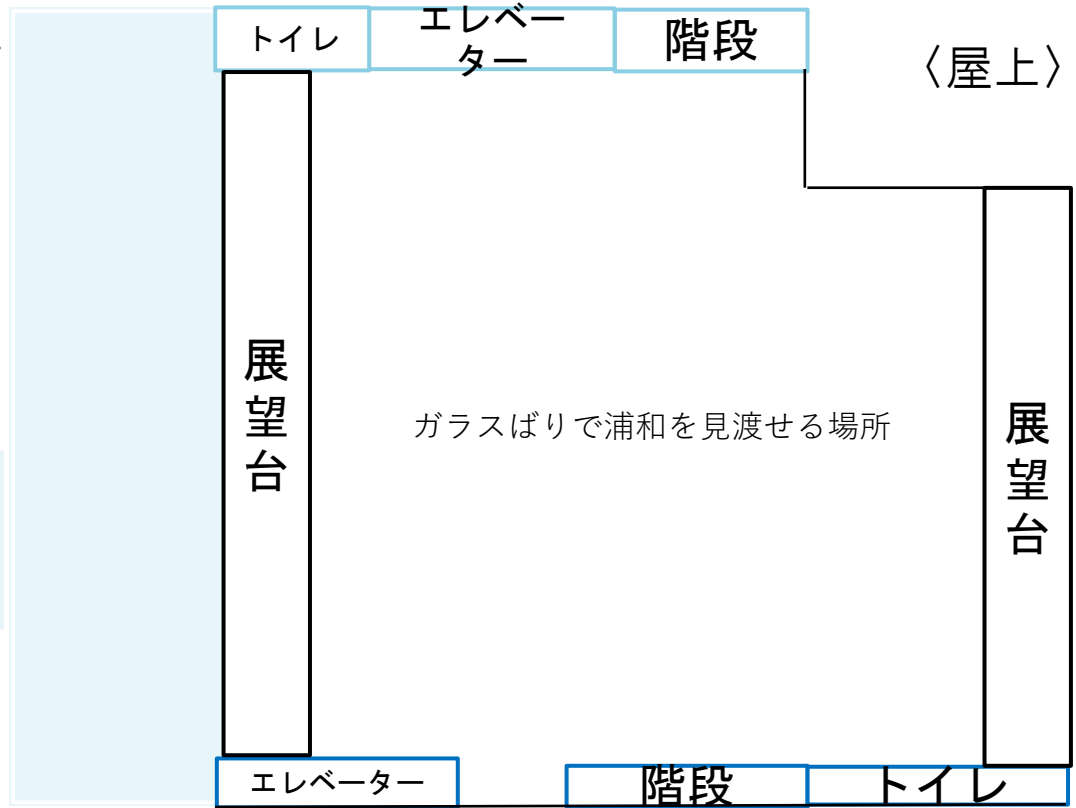 トイレ
エレベー
ター
階段
〈屋上〉
展望台
ガラスばりで浦和を見渡せる場所
展望台
エレベーター
階段
トイレ